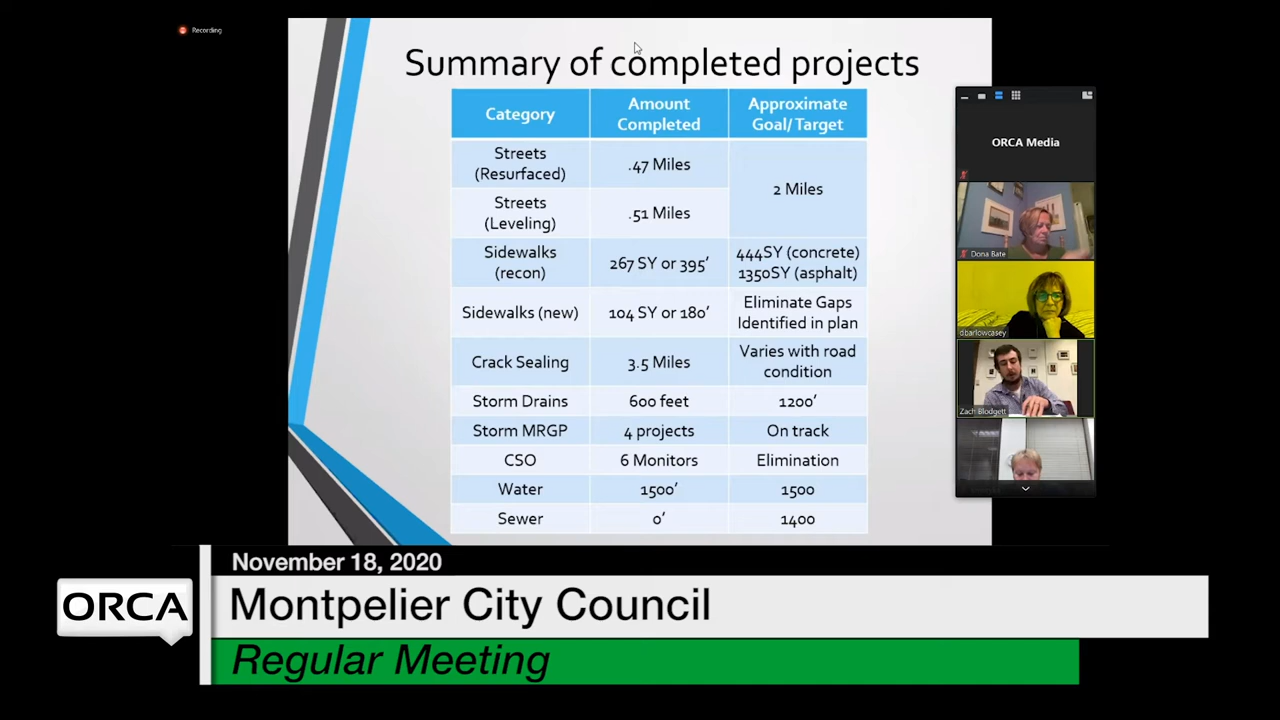 Recording
Summary of completed projects
Category
Amount
Completed
Approximate
Goal/ Target
Streets
(Resurfaced)
.47 Miles
2 Miles
Streets
(Leveling)
.51 Miles
Sidewalks
(recon)
267 SY or 395'
444SY (concrete)
1350SY (asphalt)
Sidewalks (new)
104 SY or 180'
Eliminate Gaps
Identified in plan
Crack Sealing
3.5 Miles
Varies with road
condition
Storm Drains
600 feet
1200'
Storm MRGP
4 projects
On track
CSO
6 Monitors
Elimination
Water
1500'
1500
Sewer
0'
1400
ORCA Media
Dona Bate
dbarlowcasey
Zach Blodgett
November 18, 2020
ORCA
Montpelier City Council
Regular Meeting